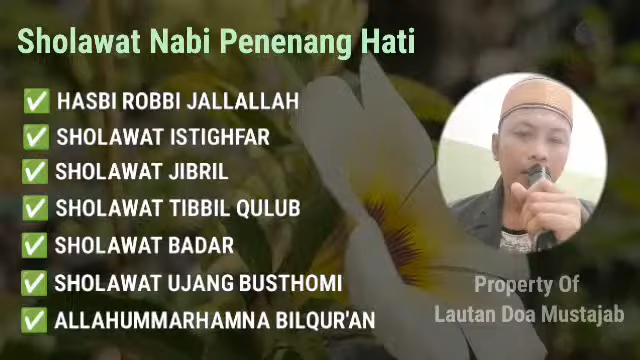 Sholawat Nabi Penenang Hati
HASBI ROBBI JALLALLAH
SHOLAWAT ISTIGHFAR
SHOLAWAT JIBRIL
SHOLAWAT TIBBIL QULUB
SHOLAWAT BADAR
SHOLAWAT UJANG BUSTHOMI
ALLAHUMMARHAMNA BILQUR'AN
Property Of
Lautan Doa Mustajab